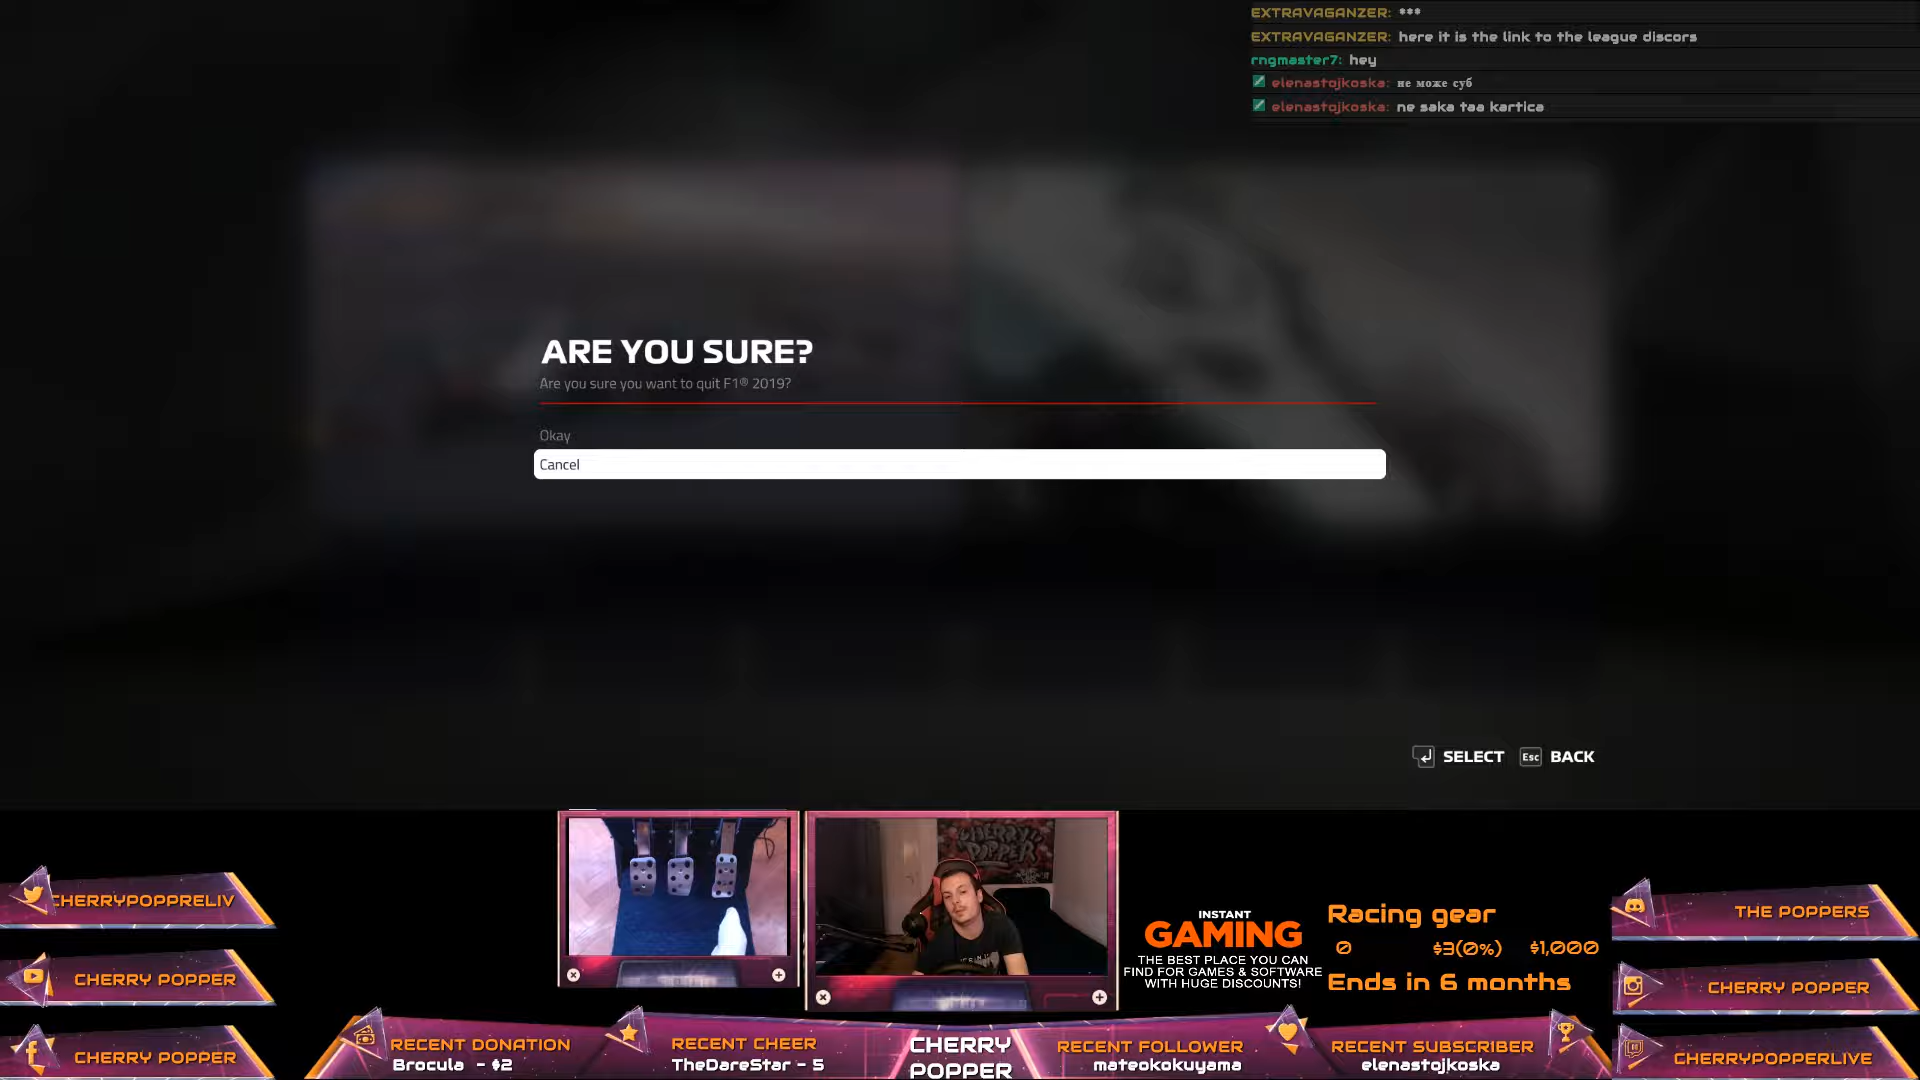 EXTRAVAGANZER: ***
EXTRAVAGANZER: here it is the link to the league discors
rngmaster7: hey
elenastojkoska: не може суб
elenastojkoska: ne saka taa kartica
ARE YOU SURE?
Are you sure you want to quit F1® 2019?
Okay
Cancel
SELECT Esc BACK
CHERRYPOPPRELIV
CHERRY POPPER
CHERRY POPPER
CHERRY POPPER
INSTANT
GAMING
THE BEST PLACE YOU CAN
FIND FOR GAMES & SOFTWARE
WITH HUGE DISCOUNTS!
Racing gear
0 $3(0%) $1,000
Ends in 6 months
THE POPPERS
CHERRY POPPER
CHERRYPOPPERLIVE
RECENT DONATION
Brocula - $2
RECENT CHEER
TheDareStar - 5
CHERRY
POPPER
RECENT FOLLOWER
mateokokuyama
RECENT SUBSCRIBER
elenastojkoska